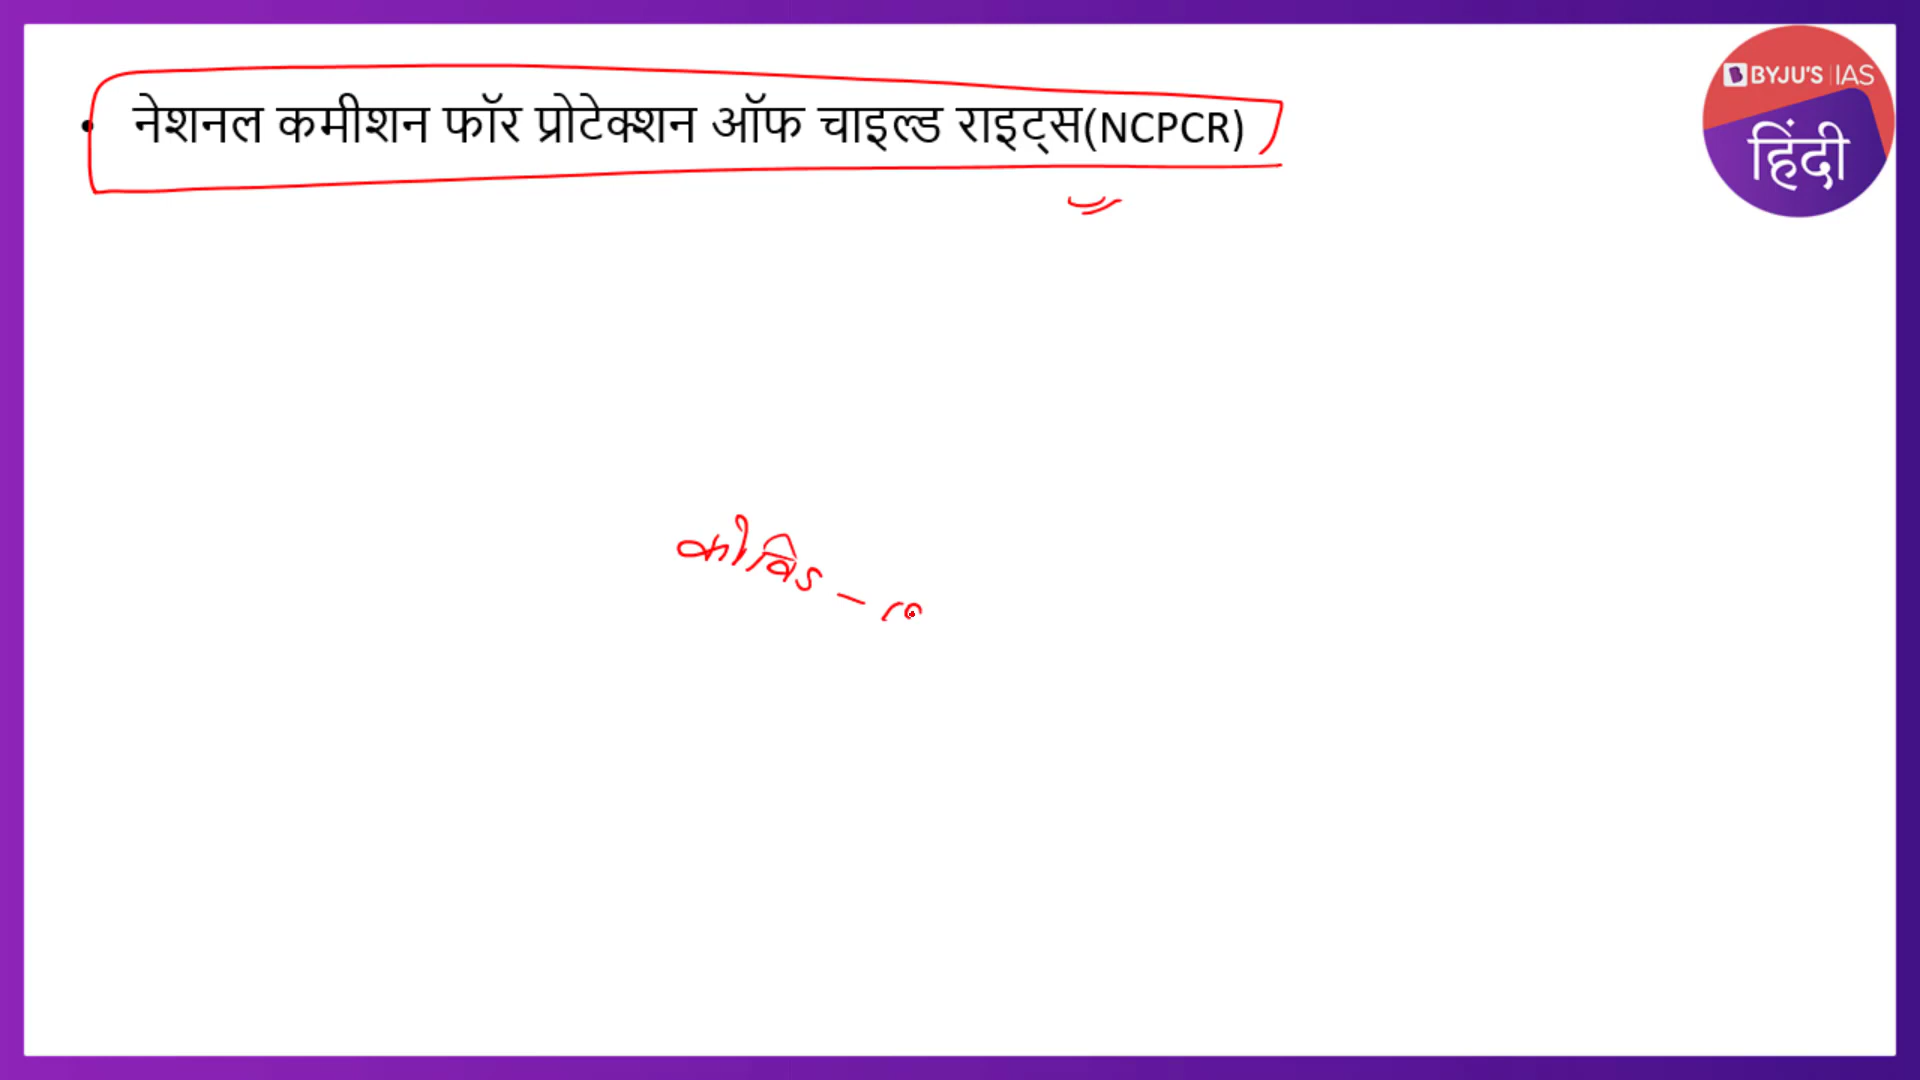 • नेशनल कमीशन फॉर प्रोटेक्शन ऑफ चाइल्ड राइट्स(NCPCR)
BYJU'S IAS
हिंदी
कोविड -